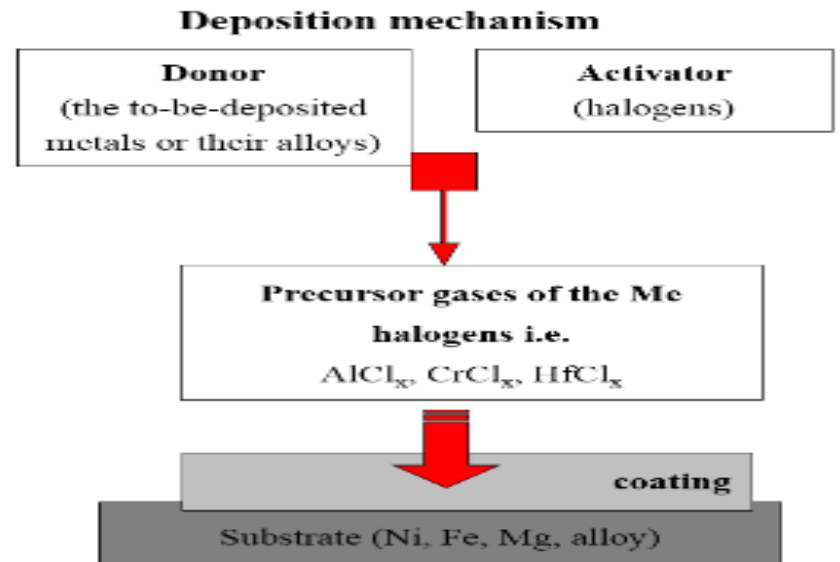 Deposition mechanism
Donor
(the to-be-deposited
metals or their alloys)
Activator
(halogens)
Precursor gases of the Me
halogens i.e.
AlClₓ, CrClₓ, HfClₓ
coating
Substrate (Ni, Fe, Mg, alloy)